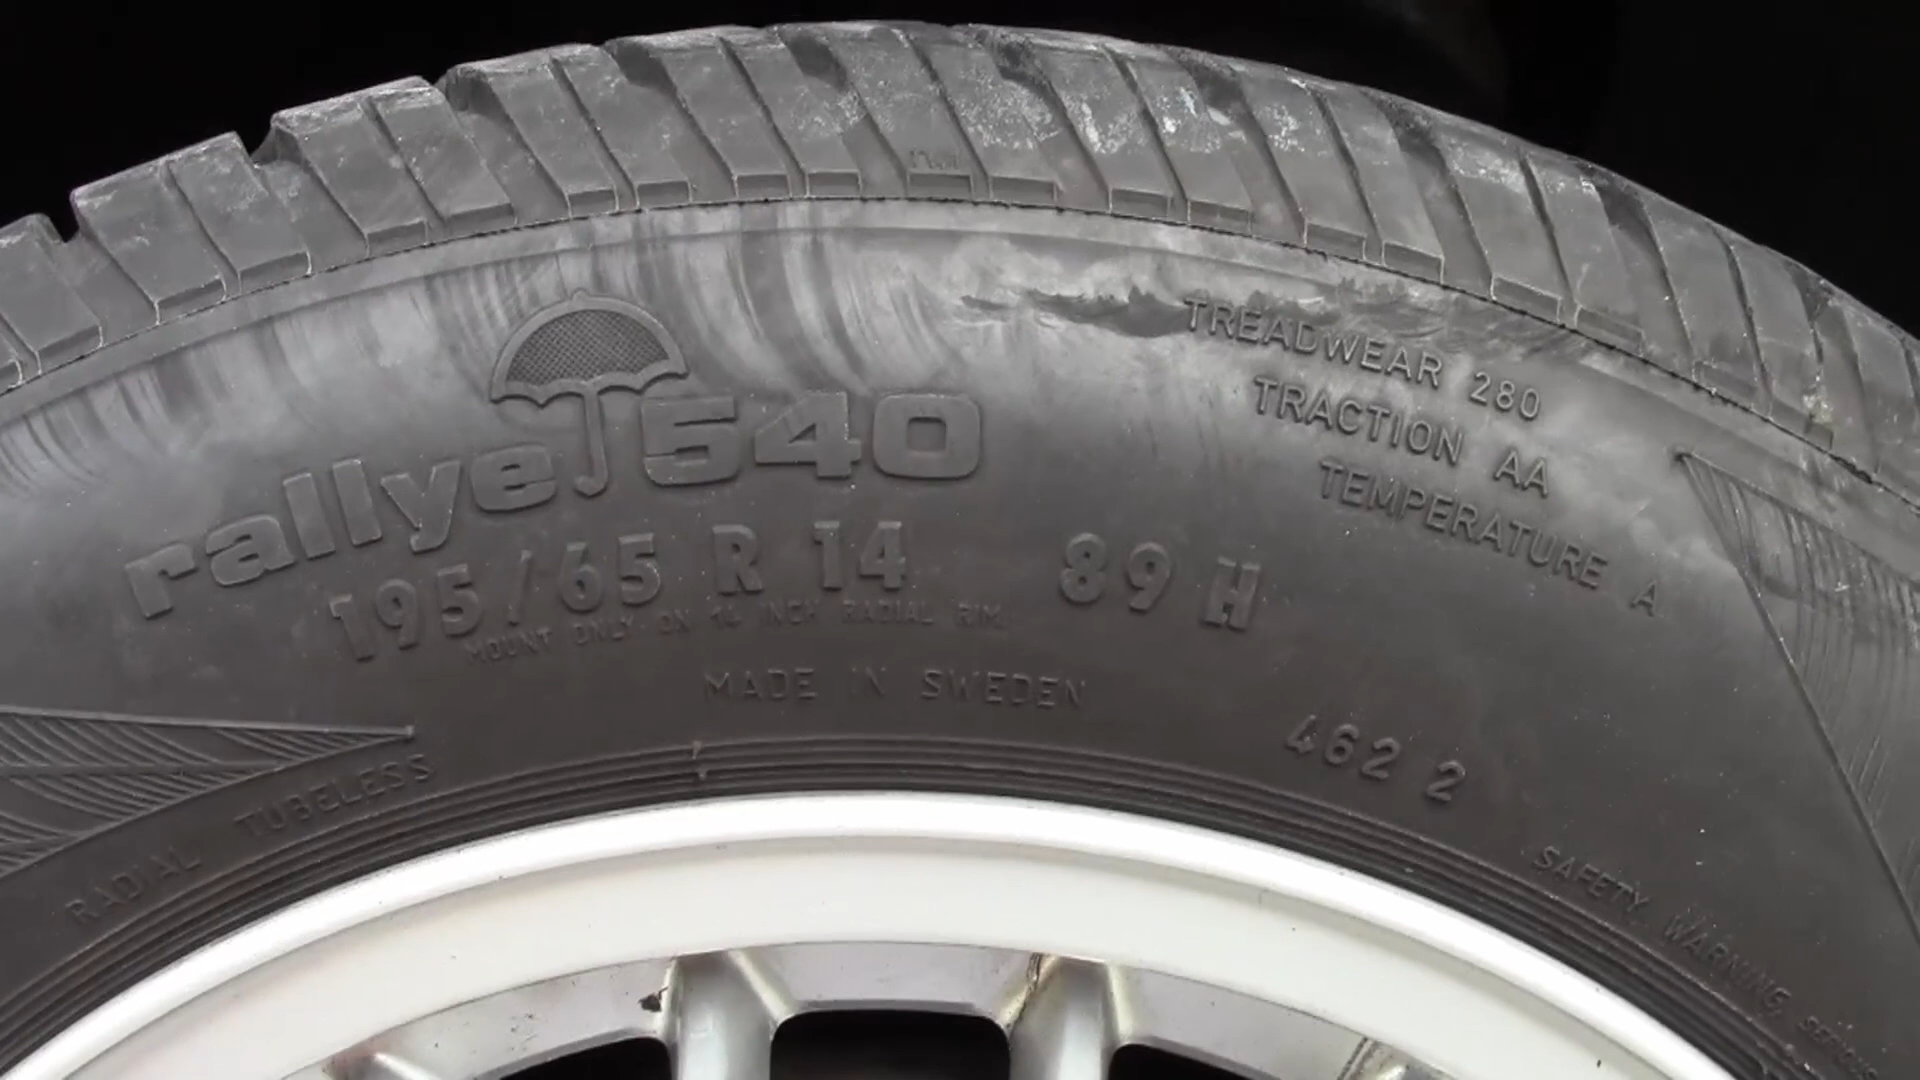 rallye 540
195/65 R 14 89 H
MOUNT ONLY ON 14 INCH RADIAL RIM
MADE IN SWEDEN
TREADWEAR 280
TRACTION AA
TEMPERATURE A
462 2
RADIAL TUBELESS
SAFETY WARNING SERIOUS